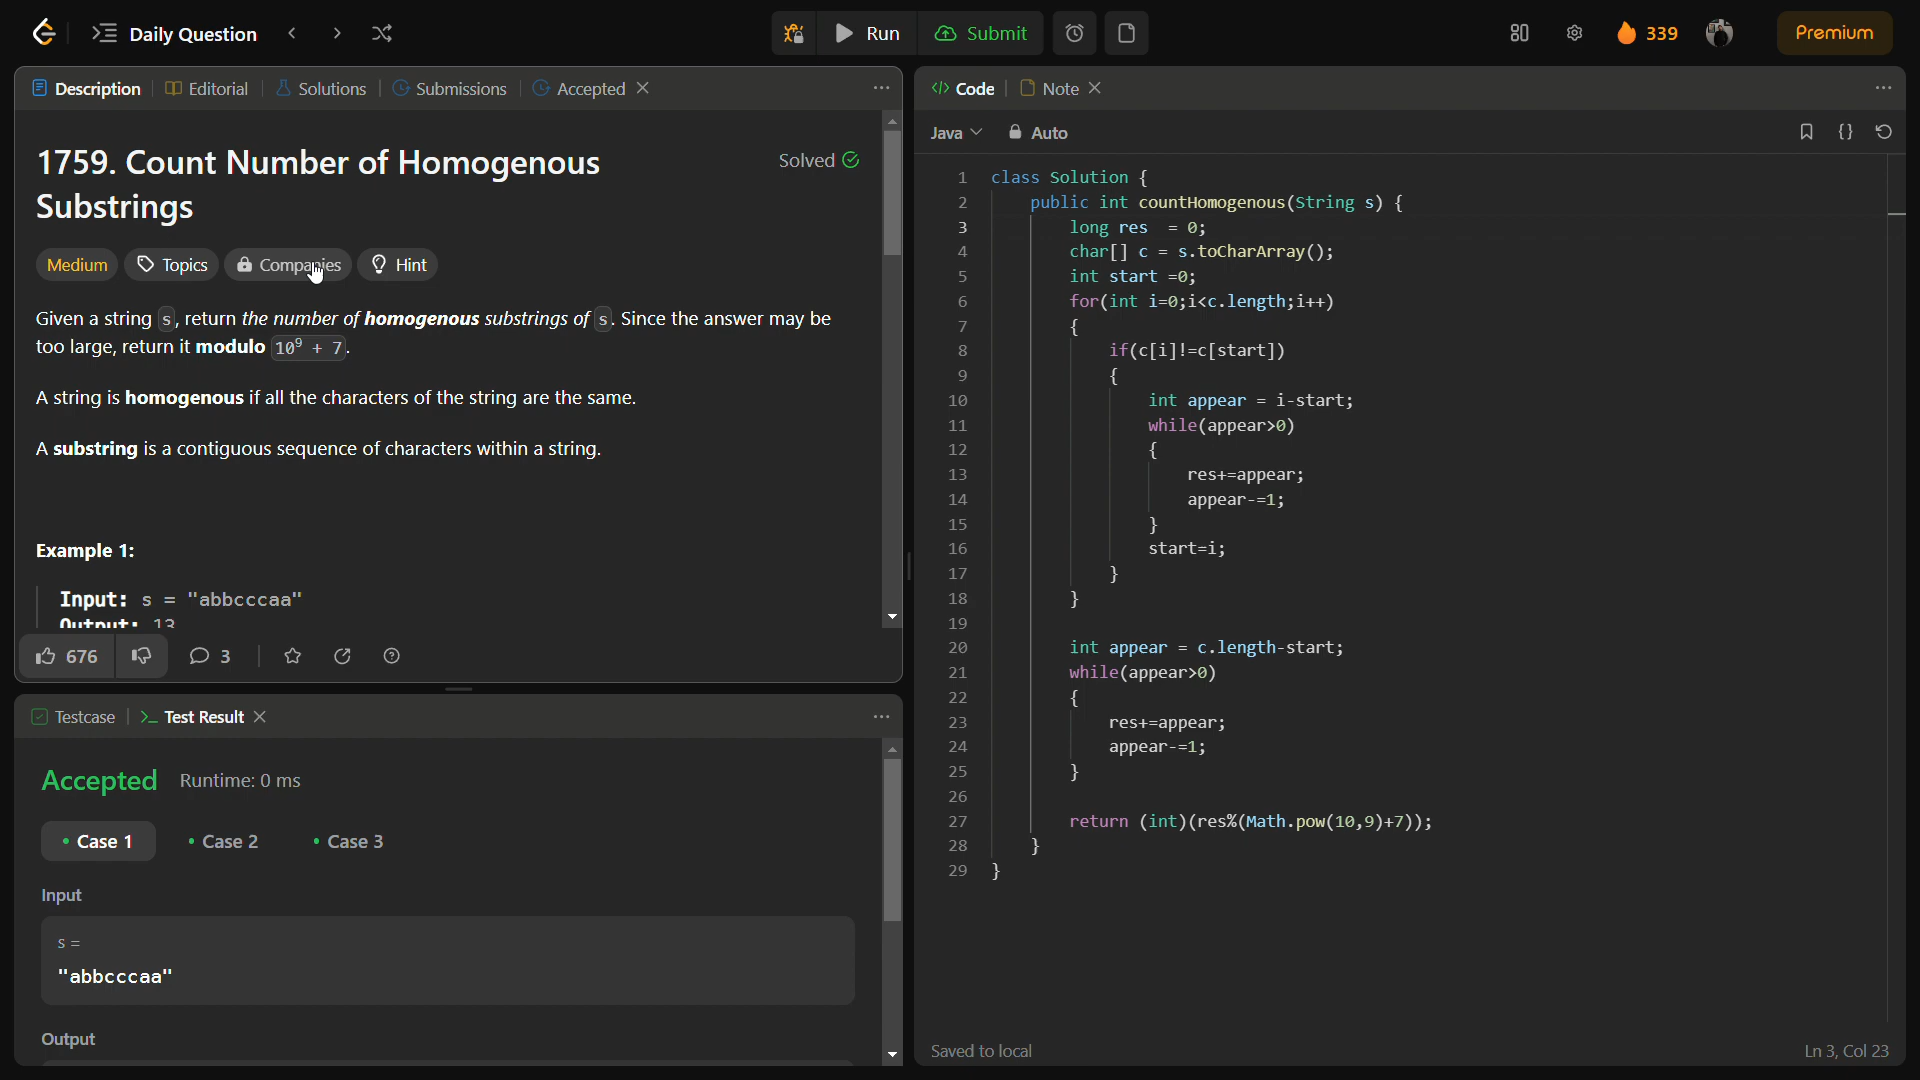 Daily Question
Run
Submit
339
Premium
Description
Editorial
Solutions
Submissions
Accepted
1759. Count Number of Homogenous
Substrings
Solved
Medium
Topics
Companies
Hint
Given a string s, return the number of homogenous substrings of s. Since the answer may be
too large, return it modulo 10⁹ + 7.
A string is homogenous if all the characters of the string are the same.
A substring is a contiguous sequence of characters within a string.
Example 1:
Input: s = "abbcccaa"
Output: 13
676
3
Testcase
>_ Test Result
Accepted Runtime: 0 ms
• Case 1
• Case 2
• Case 3
Input
s =
"abbcccaa"
Output
</> Code
Note
Java
Auto
{}
1 class Solution {
2 public int countHomogenous(String s) {
3 long res = 0;
4 char[] c = s.toCharArray();
5 int start =0;
6 for(int i=0;i<c.length;i++)
7 {
8 if(c[i]!=c[start])
9 {
10 int appear = i-start;
11 while(appear>0)
12 {
13 res+=appear;
14 appear-=1;
15 }
16 start=i;
17 }
18 }
19
20 int appear = c.length-start;
21 while(appear>0)
22 {
23 res+=appear;
24 appear-=1;
25 }
26
27 return (int)(res%(Math.pow(10,9)+7));
28 }
29 }
Saved to local
Ln 3, Col 23